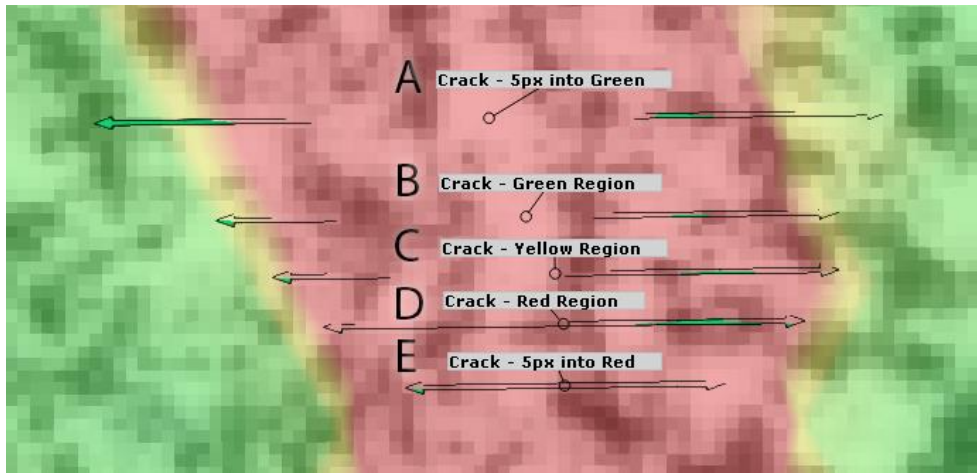 A
Crack - 5px into Green
B
Crack - Green Region
C
Crack - Yellow Region
D
Crack - Red Region
E
Crack - 5px into Red